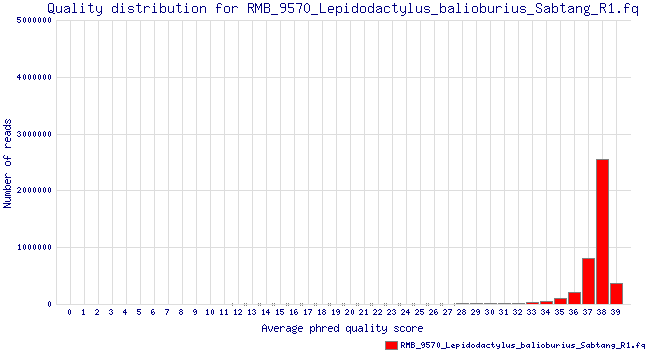 Quality distribution for RMB_9570_Lepidodactylus_balioburius_Sabtang_R1.fq
5000000
4000000
3000000
2000000
1000000
0
Number of reads
0 1 2 3 4 5 6 7 8 9 10 11 12 13 14 15 16 17 18 19 20 21 22 23 24 25 26 27 28 29 30 31 32 33 34 35 36 37 38 39
Average phred quality score
RMB_9570_Lepidodactylus_balioburius_Sabtang_R1.fq